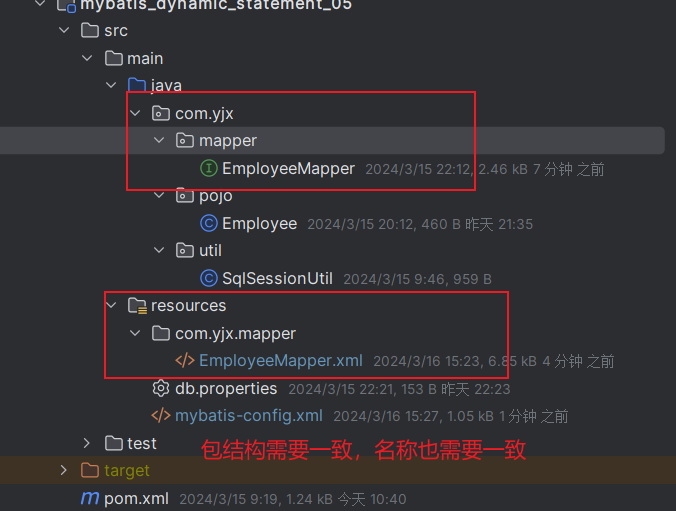 mybatis_dynamic_statement_05
src
main
java
com.yjx
mapper
EmployeeMapper 2024/3/15 22:12, 2.46 kB 7 分钟 之前
pojo
Employee 2024/3/15 20:12, 460 B 昨天 21:35
util
SqlSessionUtil 2024/3/15 9:46, 959 B
resources
com.yjx.mapper
EmployeeMapper.xml 2024/3/16 15:23, 6.85 kB 4 分钟 之前
db.properties 2024/3/15 22:21, 153 B 昨天 22:23
mybatis-config.xml 2024/3/16 15:27, 1.05 kB 1 分钟 之前
test
包结构需要一致，名称也需要一致
target
pom.xml 2024/3/15 9:19, 1.24 kB 今天 10:40